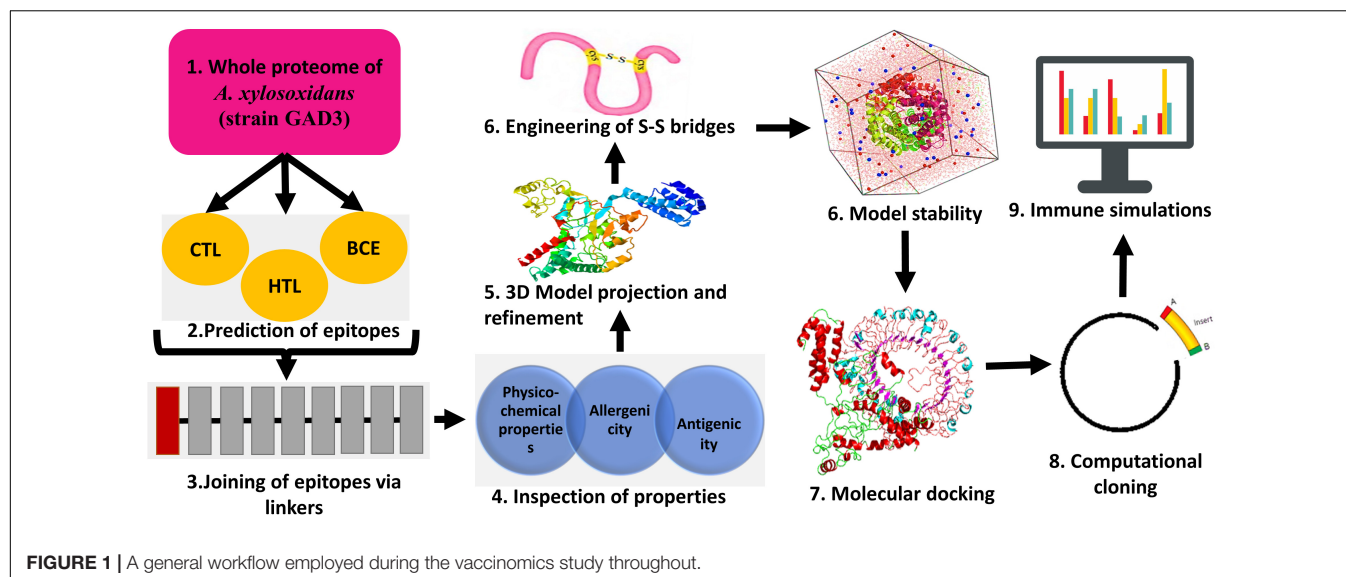 1. Whole proteome of
A. xylosoxidans
(strain GAD3)
CTL
HTL
BCE
2.Prediction of epitopes
3.Joining of epitopes via
linkers
Physico-
chemical
propertie
s
Allergeni
city
Antigenic
ity
4. Inspection of properties
5. 3D Model projection and
refinement
CYS
S-S
CYS
6. Engineering of S-S bridges
6. Model stability
7. Molecular docking
A
Insert
B
8. Computational
cloning
9. Immune simulations
FIGURE 1 | A general workflow employed during the vaccinomics study throughout.